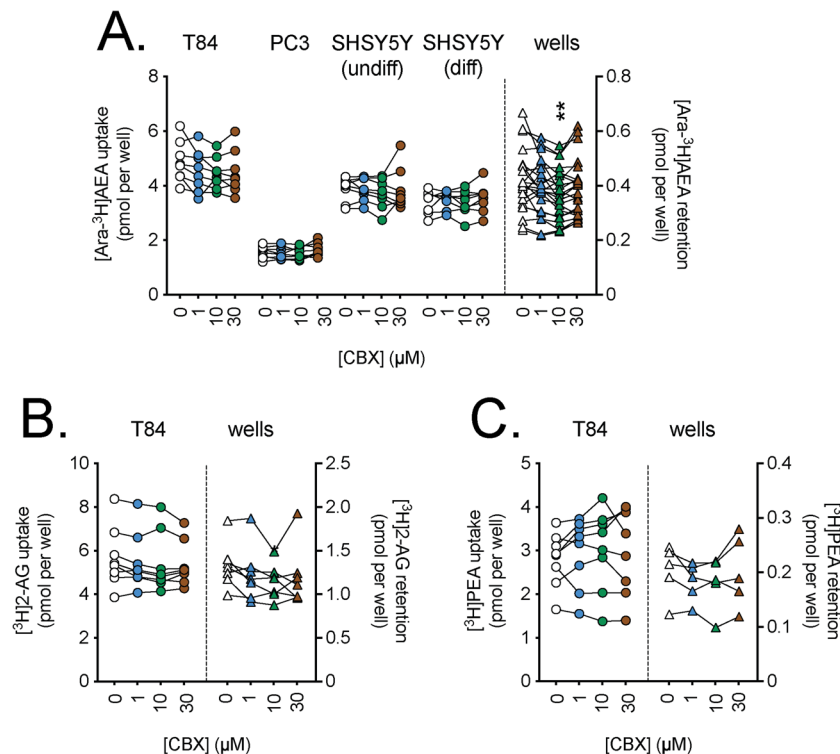 A.
T84 PC3 SHSY5Y (undiff) SHSY5Y (diff) wells
[Ara-³H]AEA uptake
(pmol per well)
8
6
4
2
0
0.8
0.6
0.4
0.2
0.0
[Ara-³H]AEA retention
(pmol per well)
**
0 1 10 30 0 1 10 30 0 1 10 30 0 1 10 30 0 1 10 30
[CBX] (µM)
B.
T84 wells
[³H]2-AG uptake
(pmol per well)
10
8
6
4
2
0
2.5
2.0
1.5
1.0
0.5
0.0
[³H]2-AG retention
(pmol per well)
0 1 10 30 0 1 10 30
[CBX] (µM)
C.
T84 wells
[³H]PEA uptake
(pmol per well)
5
4
3
2
1
0
0.4
0.3
0.2
0.1
0.0
[³H]PEA retention
(pmol per well)
0 1 10 30 0 1 10 30
[CBX] (µM)